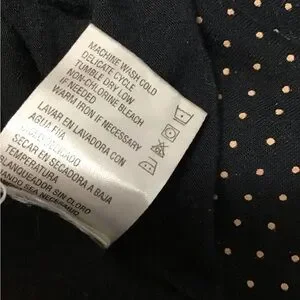 MACHINE WASH COLD
DELICATE CYCLE
TUMBLE DRY LOW
NON-CHLORINE BLEACH
IF NEEDED
WARM IRON IF NECESSARY
LAVAR EN LAVADORA CON
AGUA FRIA
SECAR EN SECADORA A BAJA
TEMPERATURA
BLANQUEADOR SIN CLORO
CUANDO SEA NECESARIO